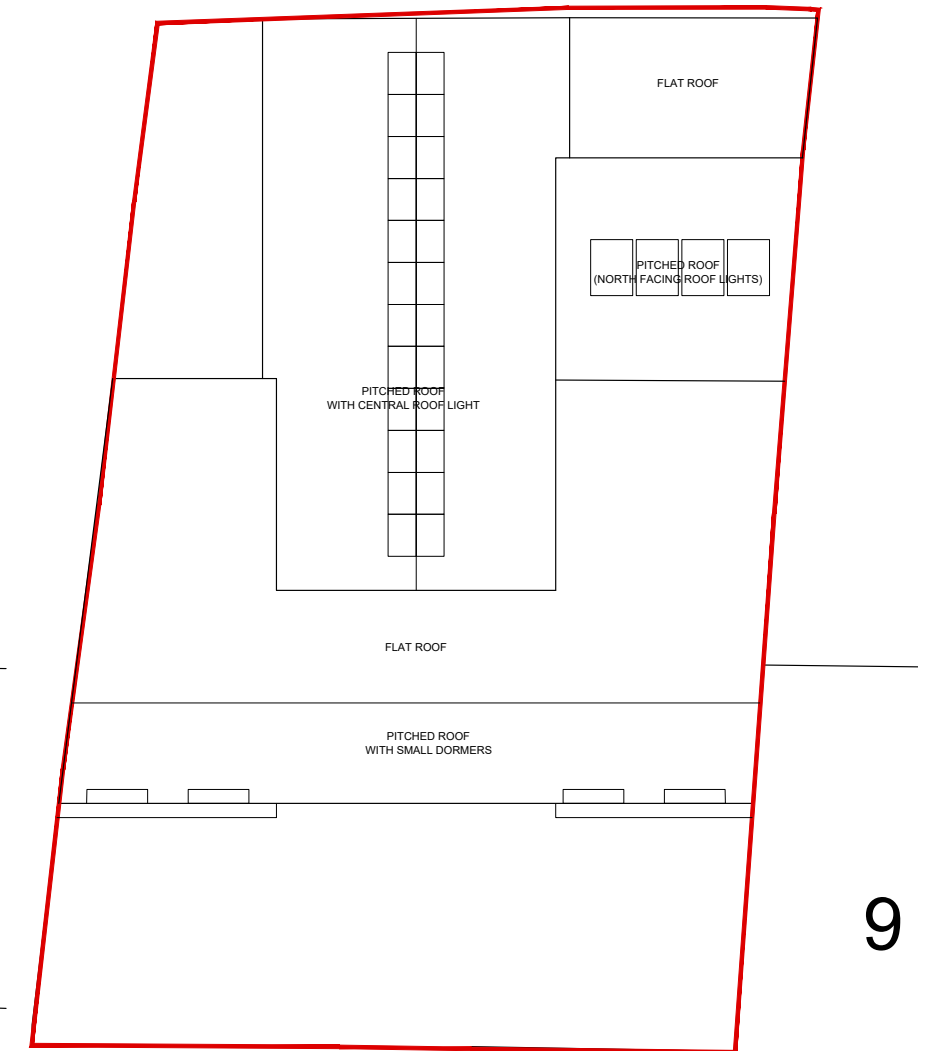 FLAT ROOF
PITCHED ROOF
(NORTH FACING ROOF LIGHTS)
PITCHED ROOF
WITH CENTRAL ROOF LIGHT
FLAT ROOF
PITCHED ROOF
WITH SMALL DORMERS
9